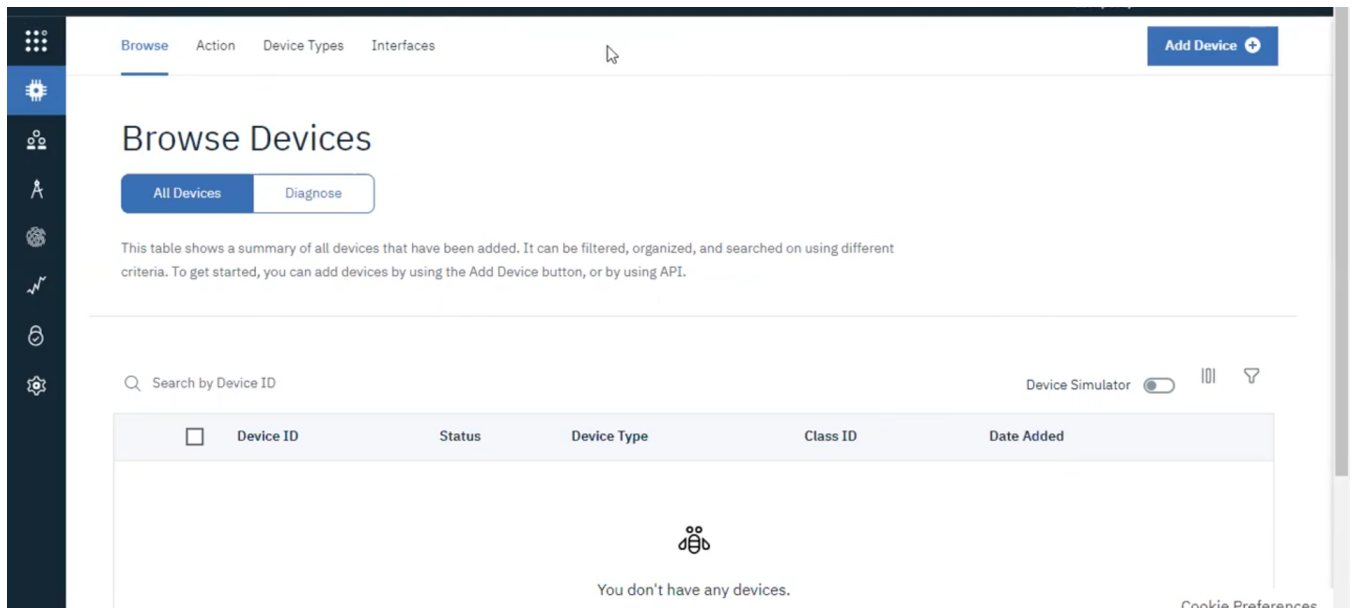 Browse Action Device Types Interfaces
Add Device
Browse Devices
All Devices Diagnose
This table shows a summary of all devices that have been added. It can be filtered, organized, and searched on using different
criteria. To get started, you can add devices by using the Add Device button, or by using API.
Search by Device ID
Device Simulator
Device ID Status Device Type Class ID Date Added
You don't have any devices.
Cookie Preferences